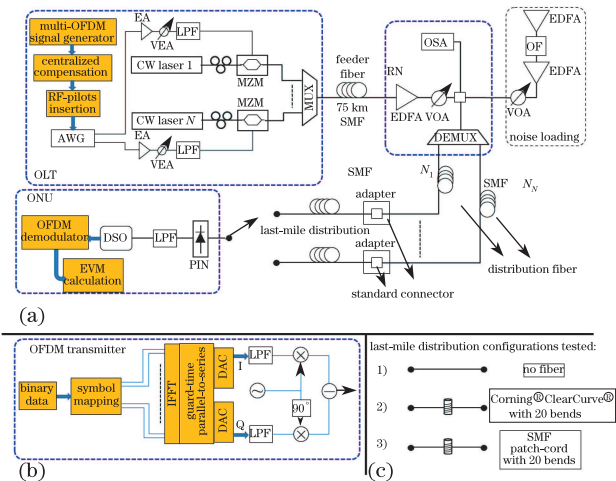 multi-OFDM
signal generator
centralized
compensation
RF-pilots
insertion
AWG
OLT
EA
VEA
LPF
CW laser 1
MZM
MZM
CW laser N
EA
VEA
LPF
MUX
feeder
fiber
75 km
SMF
RN
OSA
EDFA
VOA
DEMUX
EDFA
OF
EDFA
VOA
noise loading
ONU
OFDM
demodulator
DSO
LPF
PIN
EVM
calculation
SMF
adapter
last-mile distribution
adapter
standard connector
N1
SMF
NN
distribution fiber
(a)
OFDM transmitter
binary
data
symbol
mapping
IFFT
guard-time
parallel-to-series
DAC
DAC
I
Q
LPF
LPF
90°
(b)
last-mile distribution configurations tested:
1)
no fiber
2)
Corning®ClearCurve®
with 20 bends
3)
SMF
patch-cord
with 20 bends
(c)